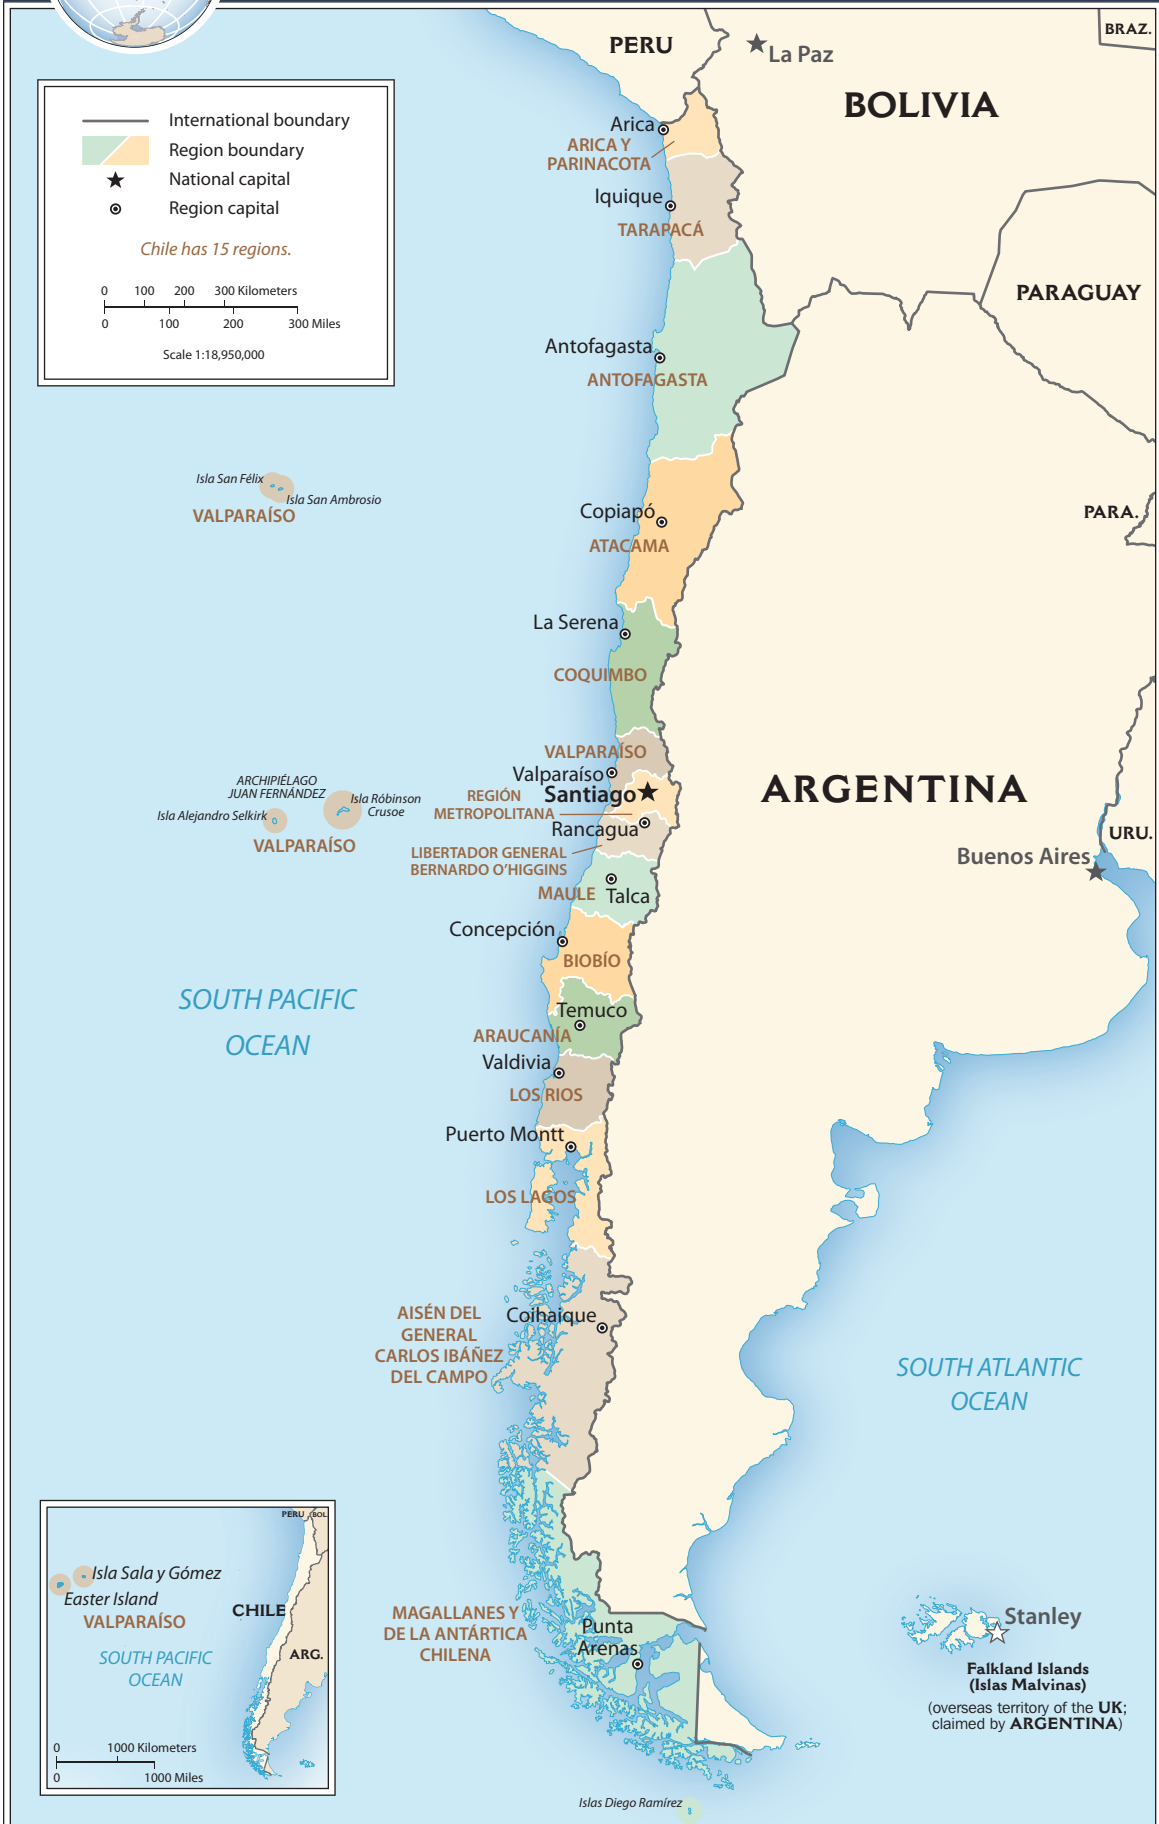 BRAZ.
PERU
La Paz
BOLIVIA
International boundary
Region boundary
National capital
Region capital
Chile has 15 regions.
0 100 200 300 Kilometers
0 100 200 300 Miles
Scale 1:18,950,000
Arica
ARICA Y
PARINACOTA
Iquique
TARAPACÁ
PARAGUAY
Antofagasta
ANTOFAGASTA
Isla San Félix
Isla San Ambrosio
VALPARAÍSO
Copiapó
ATACAMA
PARA.
La Serena
COQUIMBO
VALPARAÍSO
Valparaíso
Santiago
REGIÓN
METROPOLITANA
Rancagua
LIBERTADOR GENERAL
BERNARDO O’HIGGINS
ARCHIPIÉLAGO
JUAN FERNÁNDEZ
Isla Róbinson
Crusoe
Isla Alejandro Selkirk
VALPARAÍSO
ARGENTINA
URU.
Buenos Aires
MAULE
Talca
Concepción
BIOBÍO
SOUTH PACIFIC
OCEAN
Temuco
ARAUCANÍA
Valdivia
LOS RIOS
Puerto Montt
LOS LAGOS
AISÉN DEL
GENERAL
CARLOS IBÁÑEZ
DEL CAMPO
Coihaique
SOUTH ATLANTIC
OCEAN
PERU
BOL.
Isla Sala y Gómez
Easter Island
VALPARAÍSO
CHILE
SOUTH PACIFIC
OCEAN
ARG.
0 1000 Kilometers
0 1000 Miles
MAGALLANES Y
DE LA ANTÁRTICA
CHILENA
Punta
Arenas
Stanley
Falkland Islands
(Islas Malvinas)
(overseas territory of the UK;
claimed by ARGENTINA)
Islas Diego Ramírez